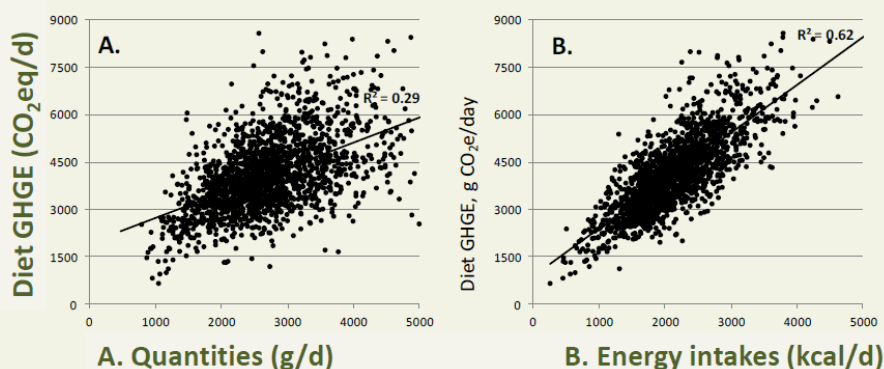 Diet GHGE (CO₂eq/d)
9000
7500
6000
4500
3000
1500
0
A.
R² = 0.29
0 1000 2000 3000 4000 5000
A. Quantities (g/d)
Diet GHGE, g CO₂e/day
9000
7500
6000
4500
3000
1500
0
B.
R² = 0.62
0 1000 2000 3000 4000 5000
B. Energy intakes (kcal/d)